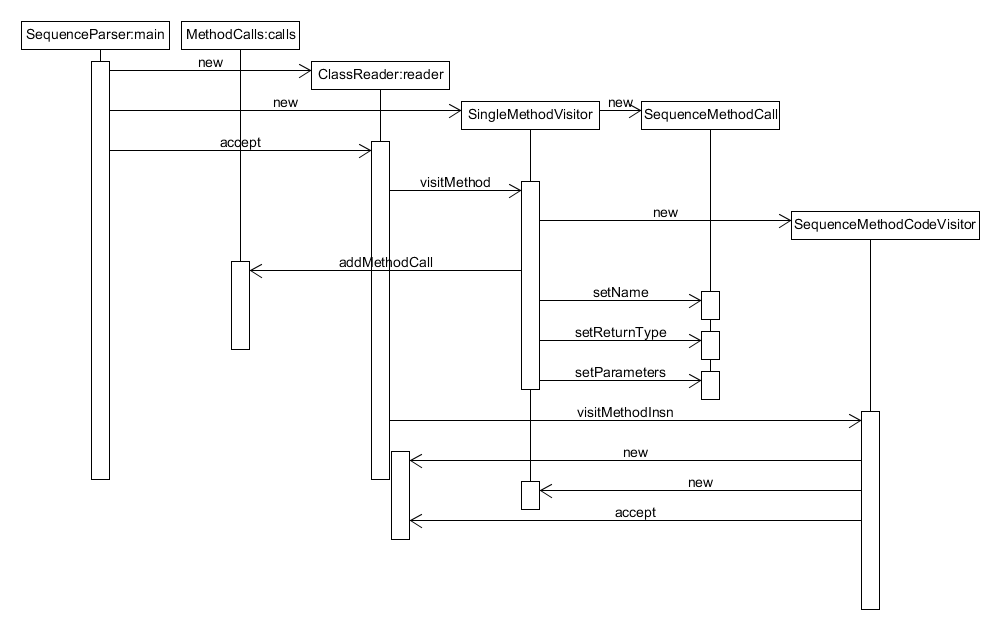 SequenceParser:main
MethodCalls:calls
new
ClassReader:reader
new
SingleMethodVisitor
new
SequenceMethodCall
accept
visitMethod
new
SequenceMethodCodeVisitor
addMethodCall
setName
setReturnType
setParameters
visitMethodInsn
new
new
accept